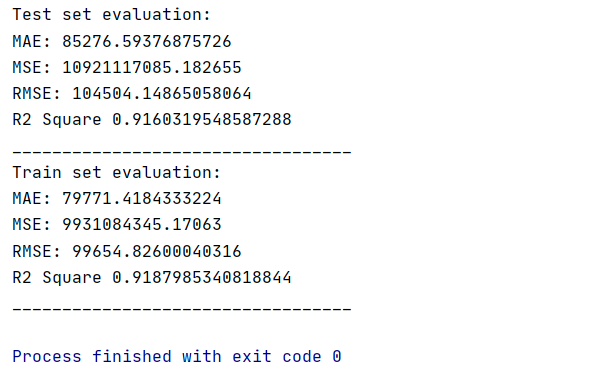 Test set evaluation:
MAE: 85276.59376875726
MSE: 10921117085.182655
RMSE: 104504.14865058064
R2 Square 0.9160319548587288
__________________________________
Train set evaluation:
MAE: 79771.4184333224
MSE: 9931084345.17063
RMSE: 99654.82600040316
R2 Square 0.9187985340818844
__________________________________
Process finished with exit code 0